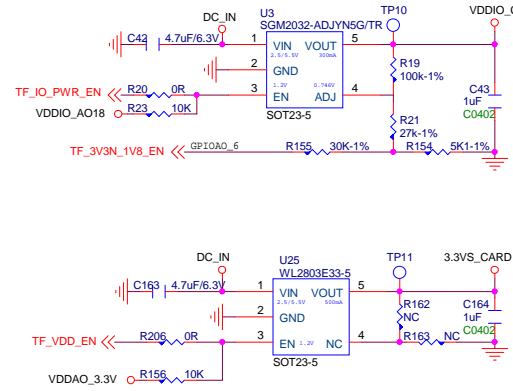 DC_IN
U3
SGM2032-ADJYN5G/TR
TP10
VDDIO_
C42
4.7uF/6.3V
1
VIN
VOUT
5
2.5/5.5V
300mA
2
GND
R19
100k-1%
TF_IO_PWR_EN
R20
0R
3
1.2V
EN
0.746V
ADJ
4
C43
1uF
C0402
VDDIO_AO18
R23
10K
SOT23-5
R21
27k-1%
TF_3V3N_1V8_EN
GPIOAO_6
R155
30K-1%
R154
5K1-1%
DC_IN
U25
WL2803E33-5
TP11
3.3VS_CARD
C163
4.7uF/6.3V
1
VIN
VOUT
5
2.5/5.5V
500mA
2
GND
R162
NC
C164
1uF
C0402
TF_VDD_EN
R206
0R
3
EN
1.2V
NC
4
R163
NC
SOT23-5
VDDAO_3.3V
R156
10K